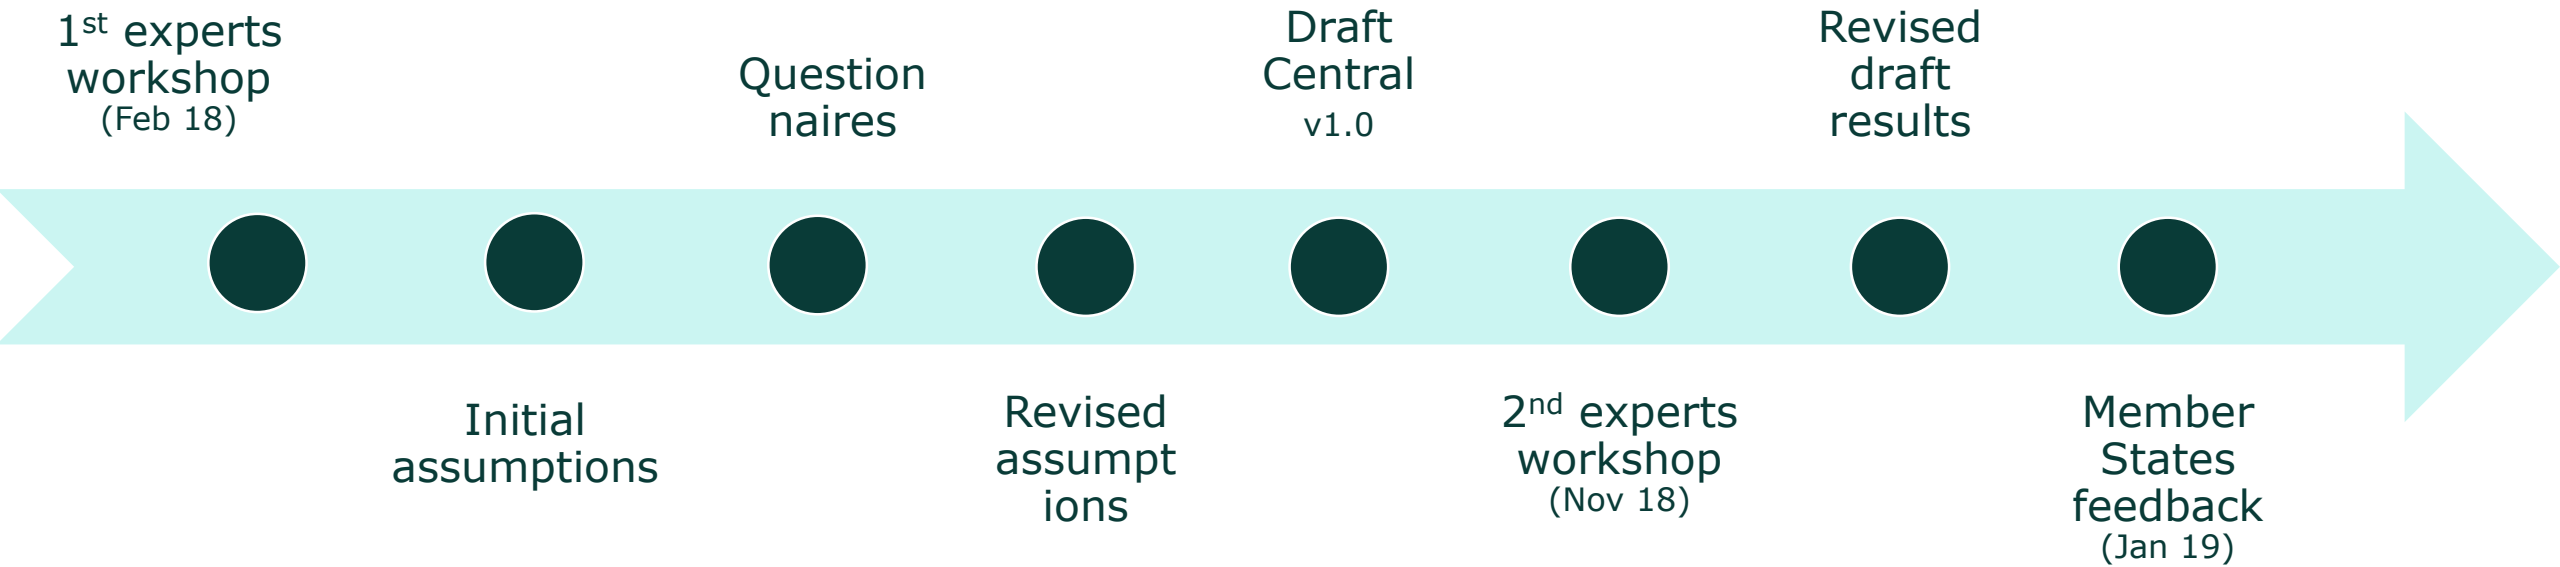 1st experts
workshop
(Feb 18)
Initial
assumptions
Question
naires
Revised
assumpt
ions
Draft
Central
v1.0
2nd experts
workshop
(Nov 18)
Revised
draft
results
Member
States
feedback
(Jan 19)